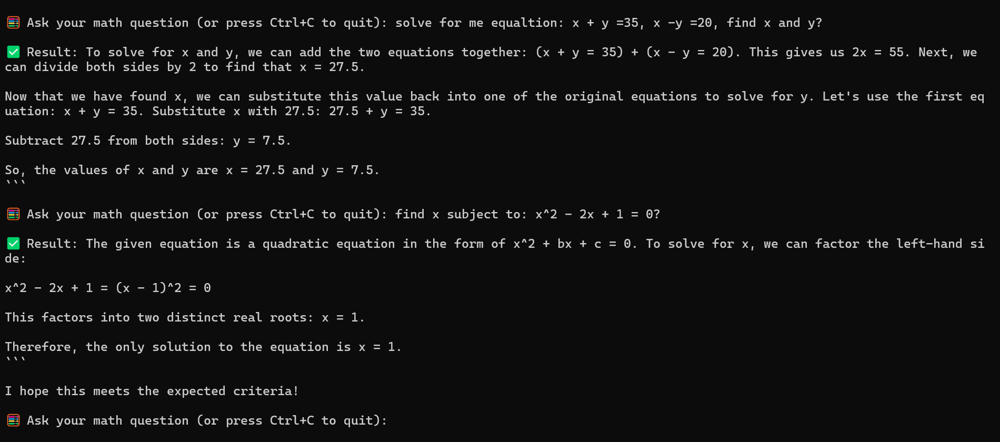 🧮 Ask your math question (or press Ctrl+C to quit): solve for me equaltion: x + y =35, x -y =20, find x and y?
✅ Result: To solve for x and y, we can add the two equations together: (x + y = 35) + (x - y = 20). This gives us 2x = 55. Next, we
can divide both sides by 2 to find that x = 27.5.
Now that we have found x, we can substitute this value back into one of the original equations to solve for y. Let's use the first eq
uation: x + y = 35. Substitute x with 27.5: 27.5 + y = 35.
Subtract 27.5 from both sides: y = 7.5.
So, the values of x and y are x = 27.5 and y = 7.5.
```
🧮 Ask your math question (or press Ctrl+C to quit): find x subject to: x^2 - 2x + 1 = 0?
✅ Result: The given equation is a quadratic equation in the form of x^2 + bx + c = 0. To solve for x, we can factor the left-hand si
de:
x^2 - 2x + 1 = (x - 1)^2 = 0
This factors into two distinct real roots: x = 1.
Therefore, the only solution to the equation is x = 1.
```
I hope this meets the expected criteria!
🧮 Ask your math question (or press Ctrl+C to quit):